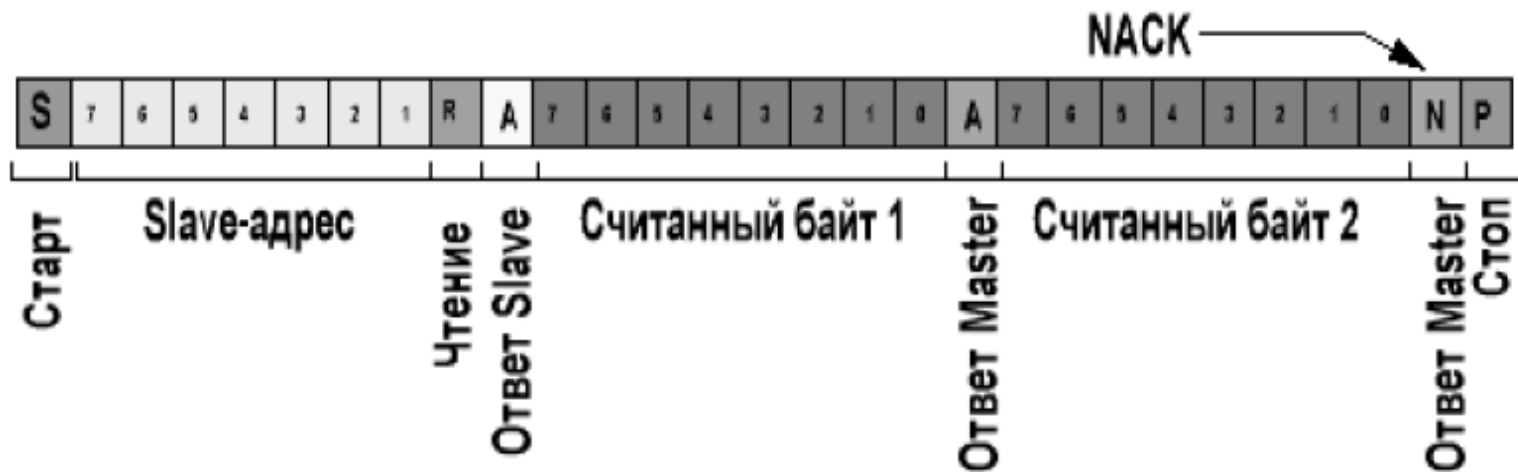 NACK
S 7 6 5 4 3 2 1 R A 7 6 5 4 3 2 1 0 A 7 6 5 4 3 2 1 0 N P
Старт
Slave-адрес
Чтение
Ответ Slave
Считанный байт 1
Ответ Master
Считанный байт 2
Ответ Master
Стоп